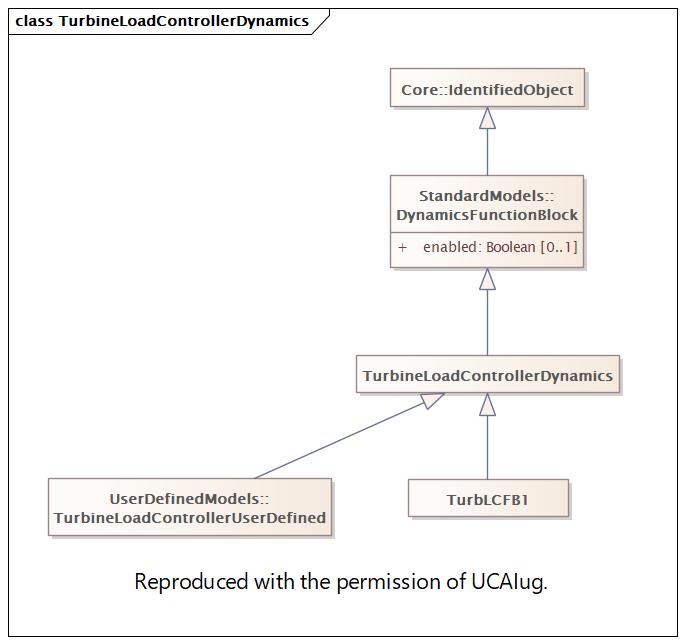 class TurbineLoadControllerDynamics
Core::IdentifiedObject
StandardModels::
DynamicsFunctionBlock
+ enabled: Boolean [0..1]
TurbineLoadControllerDynamics
UserDefinedModels::
TurbineLoadControllerUserDefined
TurbLCFB1
Reproduced with the permission of UCAIug.